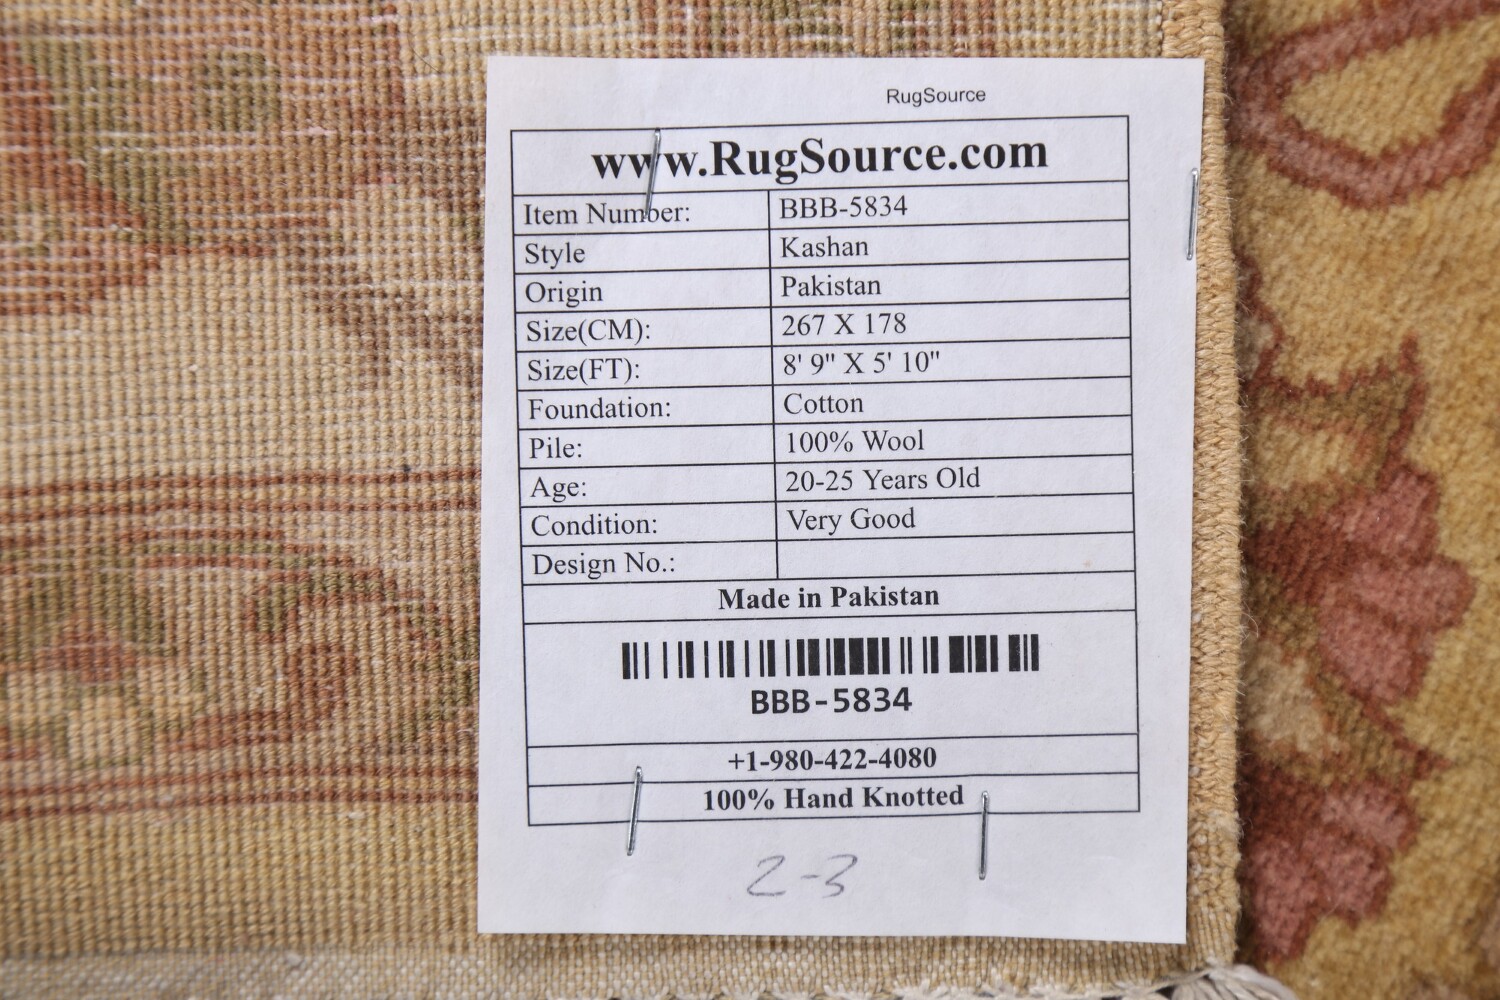 RugSource
www.RugSource.com
Item Number: BBB-5834
Style Kashan
Origin Pakistan
Size(CM): 267 X 178
Size(FT): 8' 9" X 5' 10"
Foundation: Cotton
Pile: 100% Wool
Age: 20-25 Years Old
Condition: Very Good
Design No.:
Made in Pakistan
BBB-5834
+1-980-422-4080
100% Hand Knotted
2-3